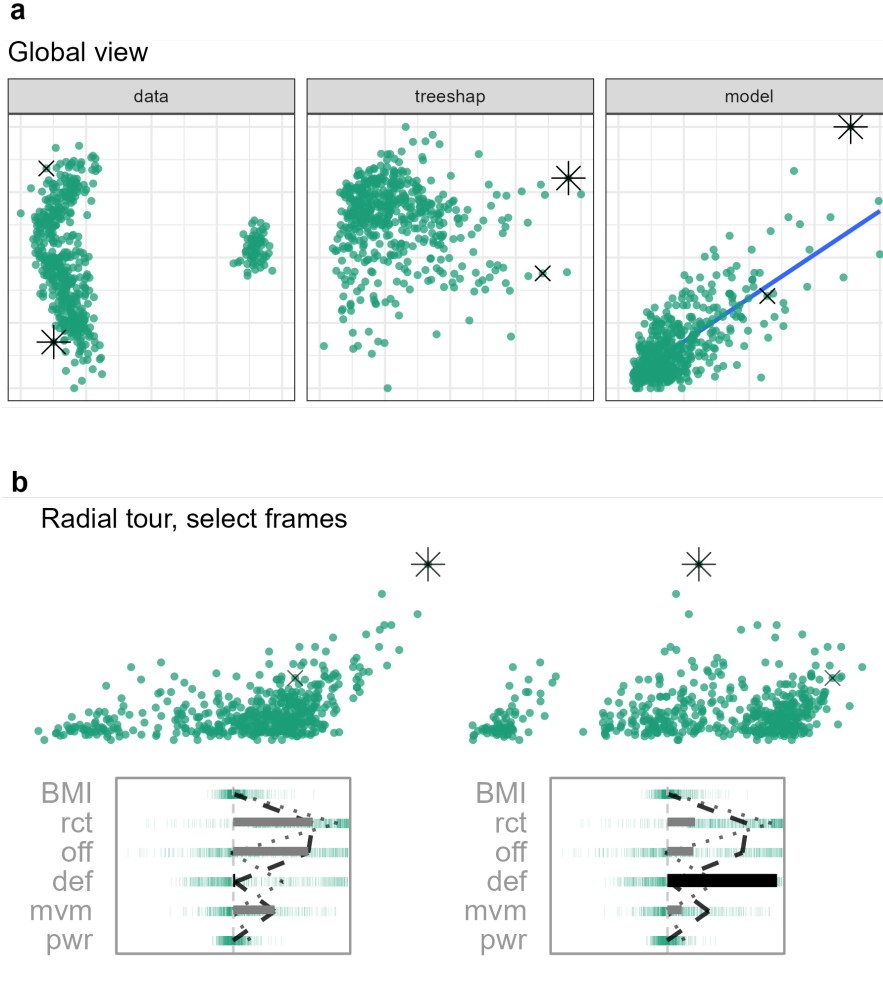 a
Global view
data treeshap model
b
Radial tour, select frames
BMI BMI
rct rct
off off
def def
mvm mvm
pwr pwr